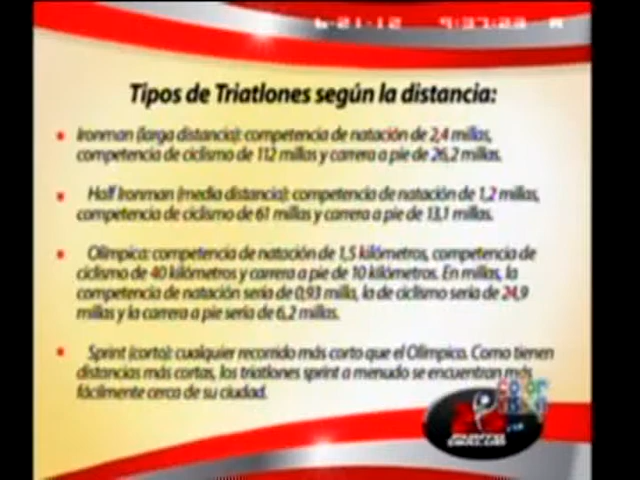 6-21-12
Tipos de Triatlones según la distancia:
Ironman (larga distancia): competencia de natación de 2,4 millas,
competencia de ciclismo de 112 millas y carrera a pie de 26,2 millas.
Half Ironman (media distancia): competencia de natación de 1,2 millas,
competencia de ciclismo de 61 millas y carrera a pie de 13,1 millas.
Olímpica: competencia de natación de 1,5 kilómetros, competencia de
ciclismo de 40 kilómetros y carrera a pie de 10 kilómetros. En millas, la
competencia de natación sería de 0,93 milla, la de ciclismo sería de 24,9
millas y la carrera a pie sería de 6,2 millas.
Sprint (corto): cualquier recorrido más corto que el Olímpico. Como tienen
distancias más cortas, los triatlones sprint a menudo se encuentran más
fácilmente cerca de su ciudad.